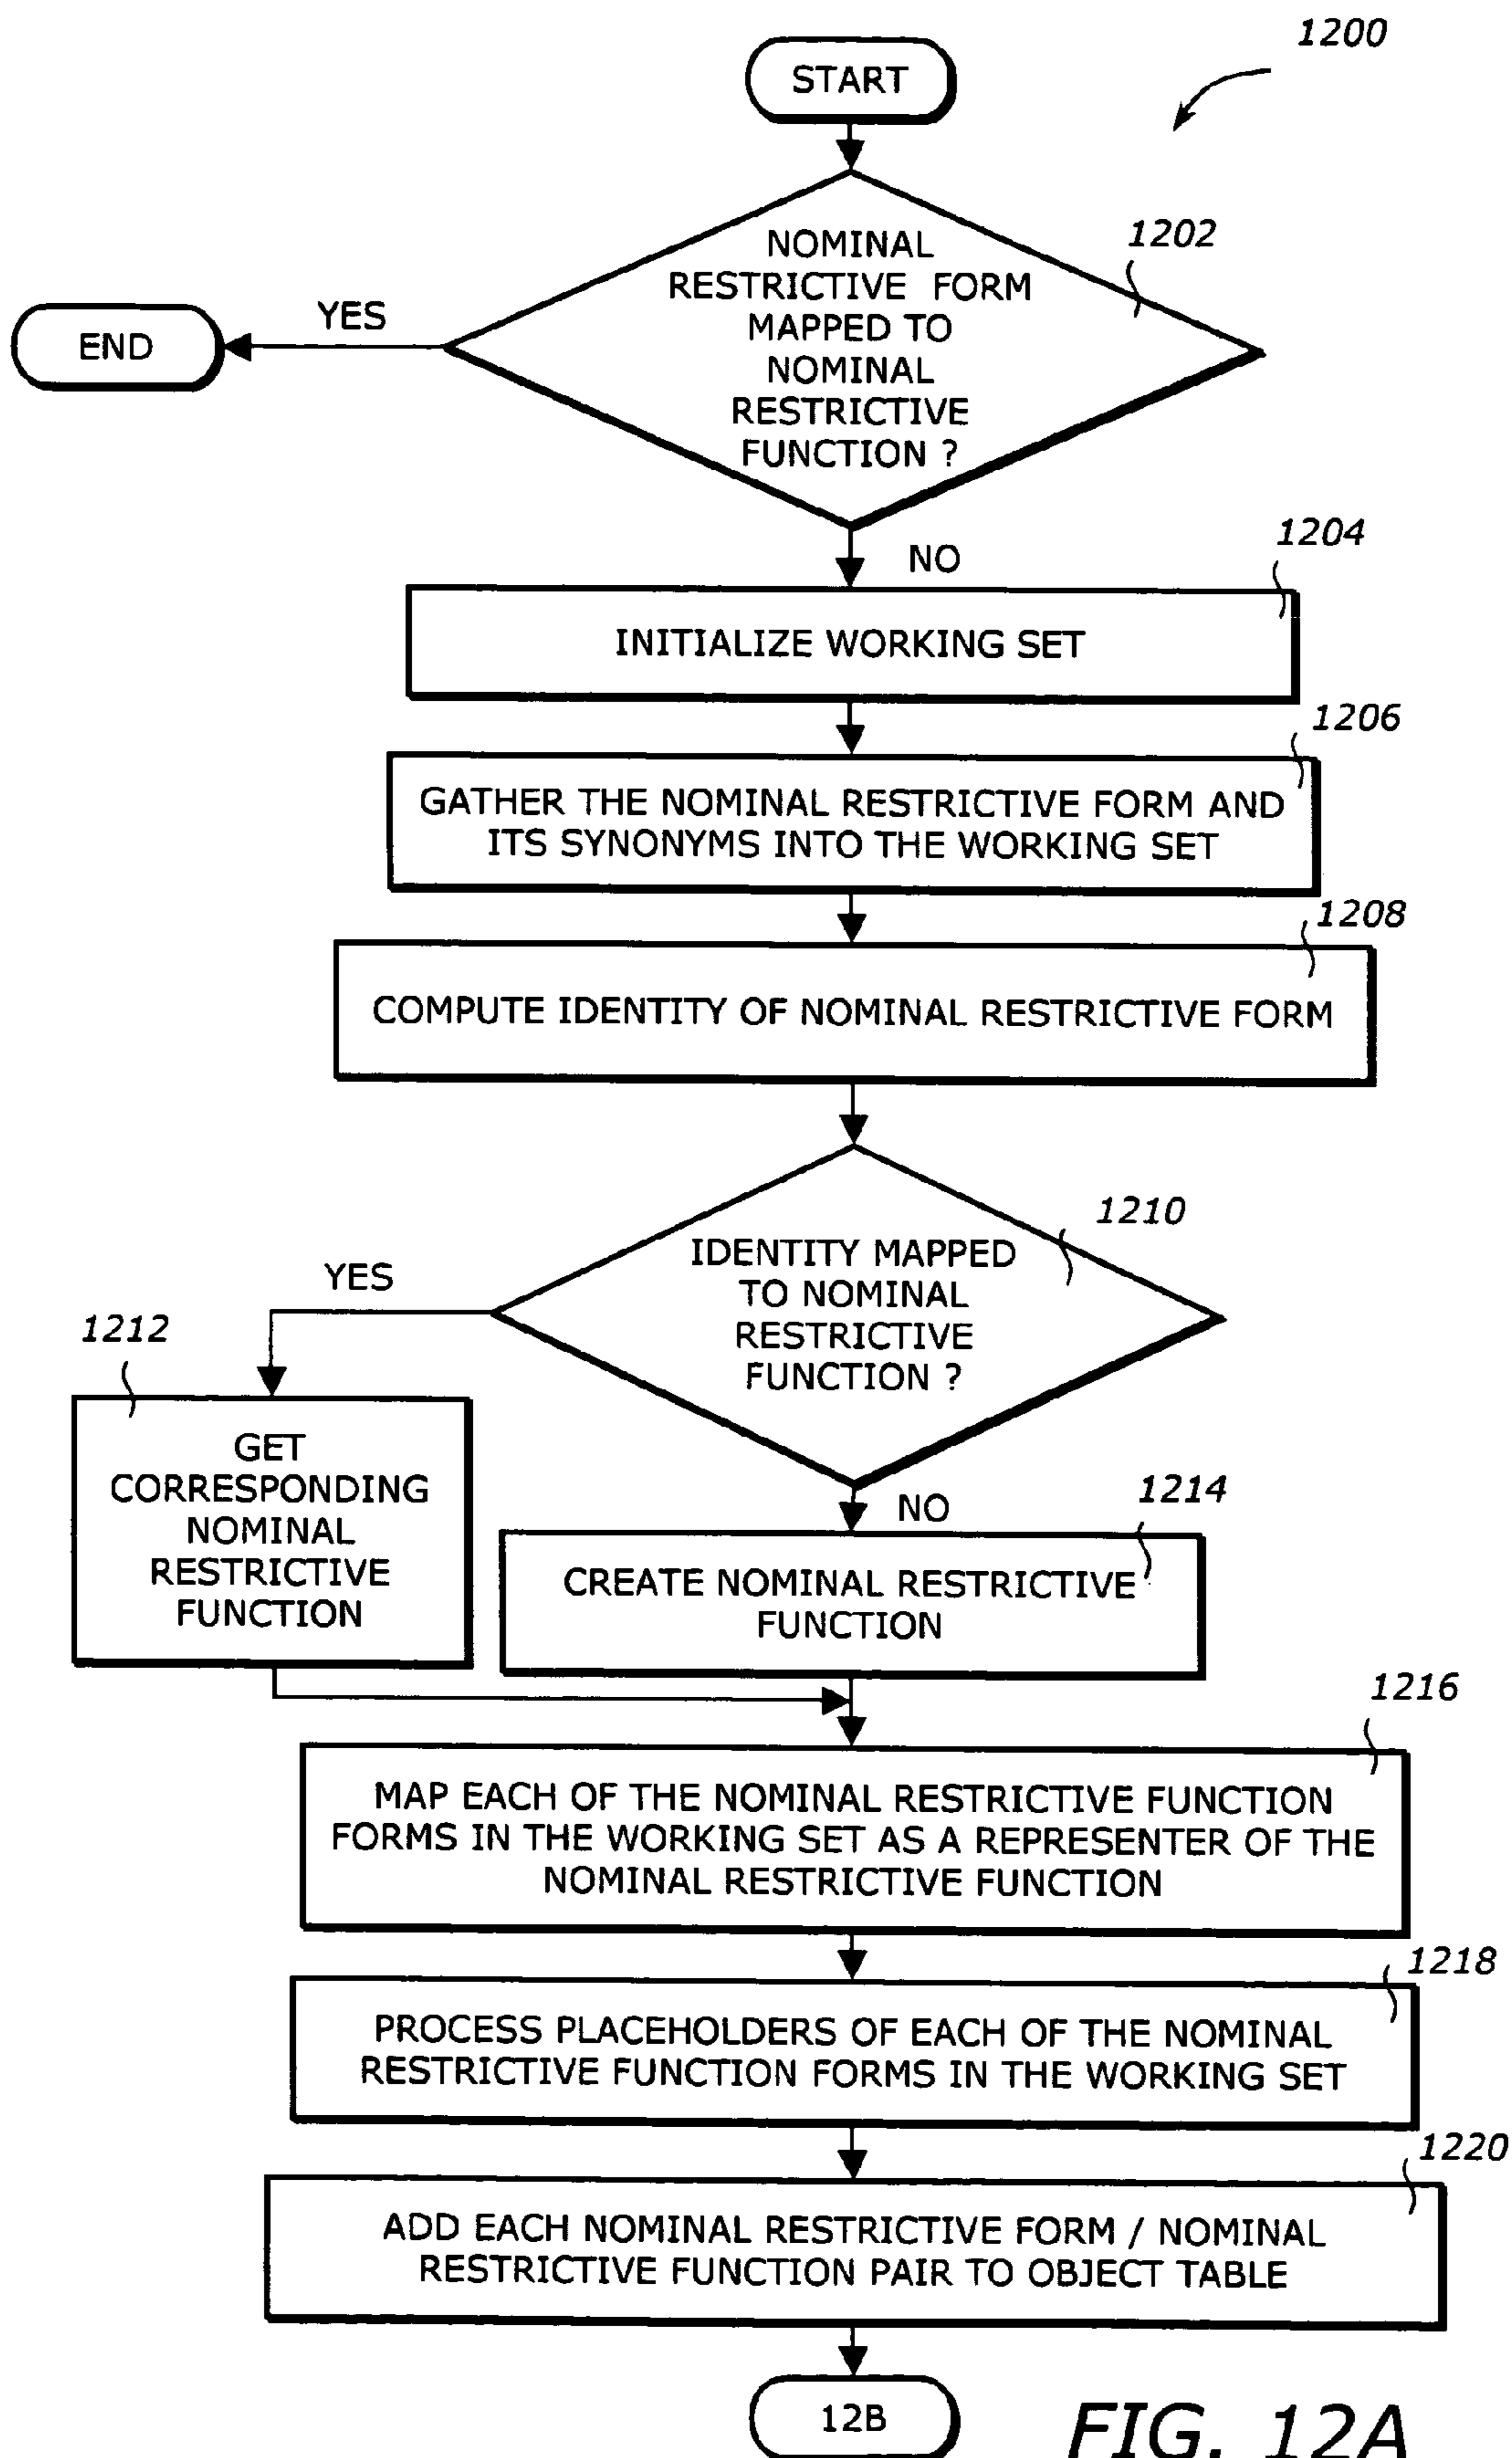 1200
START
1202
NOMINAL
RESTRICTIVE FORM
MAPPED TO
NOMINAL
RESTRICTIVE
FUNCTION ?
YES
END
NO
1204
INITIALIZE WORKING SET
1206
GATHER THE NOMINAL RESTRICTIVE FORM AND
ITS SYNONYMS INTO THE WORKING SET
1208
COMPUTE IDENTITY OF NOMINAL RESTRICTIVE FORM
1210
IDENTITY MAPPED
TO NOMINAL
RESTRICTIVE
FUNCTION ?
YES
1212
GET
CORRESPONDING
NOMINAL
RESTRICTIVE
FUNCTION
NO
1214
CREATE NOMINAL RESTRICTIVE
FUNCTION
1216
MAP EACH OF THE NOMINAL RESTRICTIVE FUNCTION
FORMS IN THE WORKING SET AS A REPRESENTER OF THE
NOMINAL RESTRICTIVE FUNCTION
1218
PROCESS PLACEHOLDERS OF EACH OF THE NOMINAL
RESTRICTIVE FUNCTION FORMS IN THE WORKING SET
1220
ADD EACH NOMINAL RESTRICTIVE FORM / NOMINAL
RESTRICTIVE FUNCTION PAIR TO OBJECT TABLE
12B
FIG. 12A